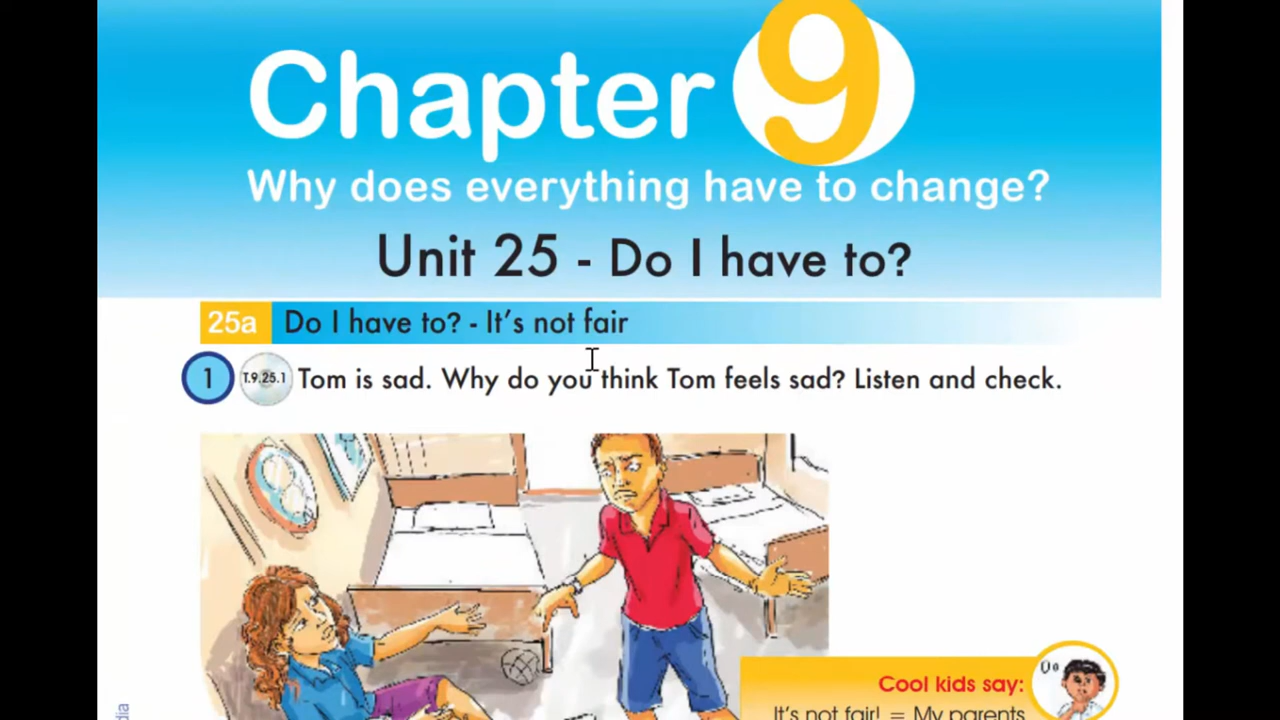 Chapter 9
Why does everything have to change?
Unit 25 - Do I have to?
25a Do I have to? - It's not fair
1 T.9.25.1 Tom is sad. Why do you think Tom feels sad? Listen and check.
Cool kids say:
It's not fair! = My parents
dia